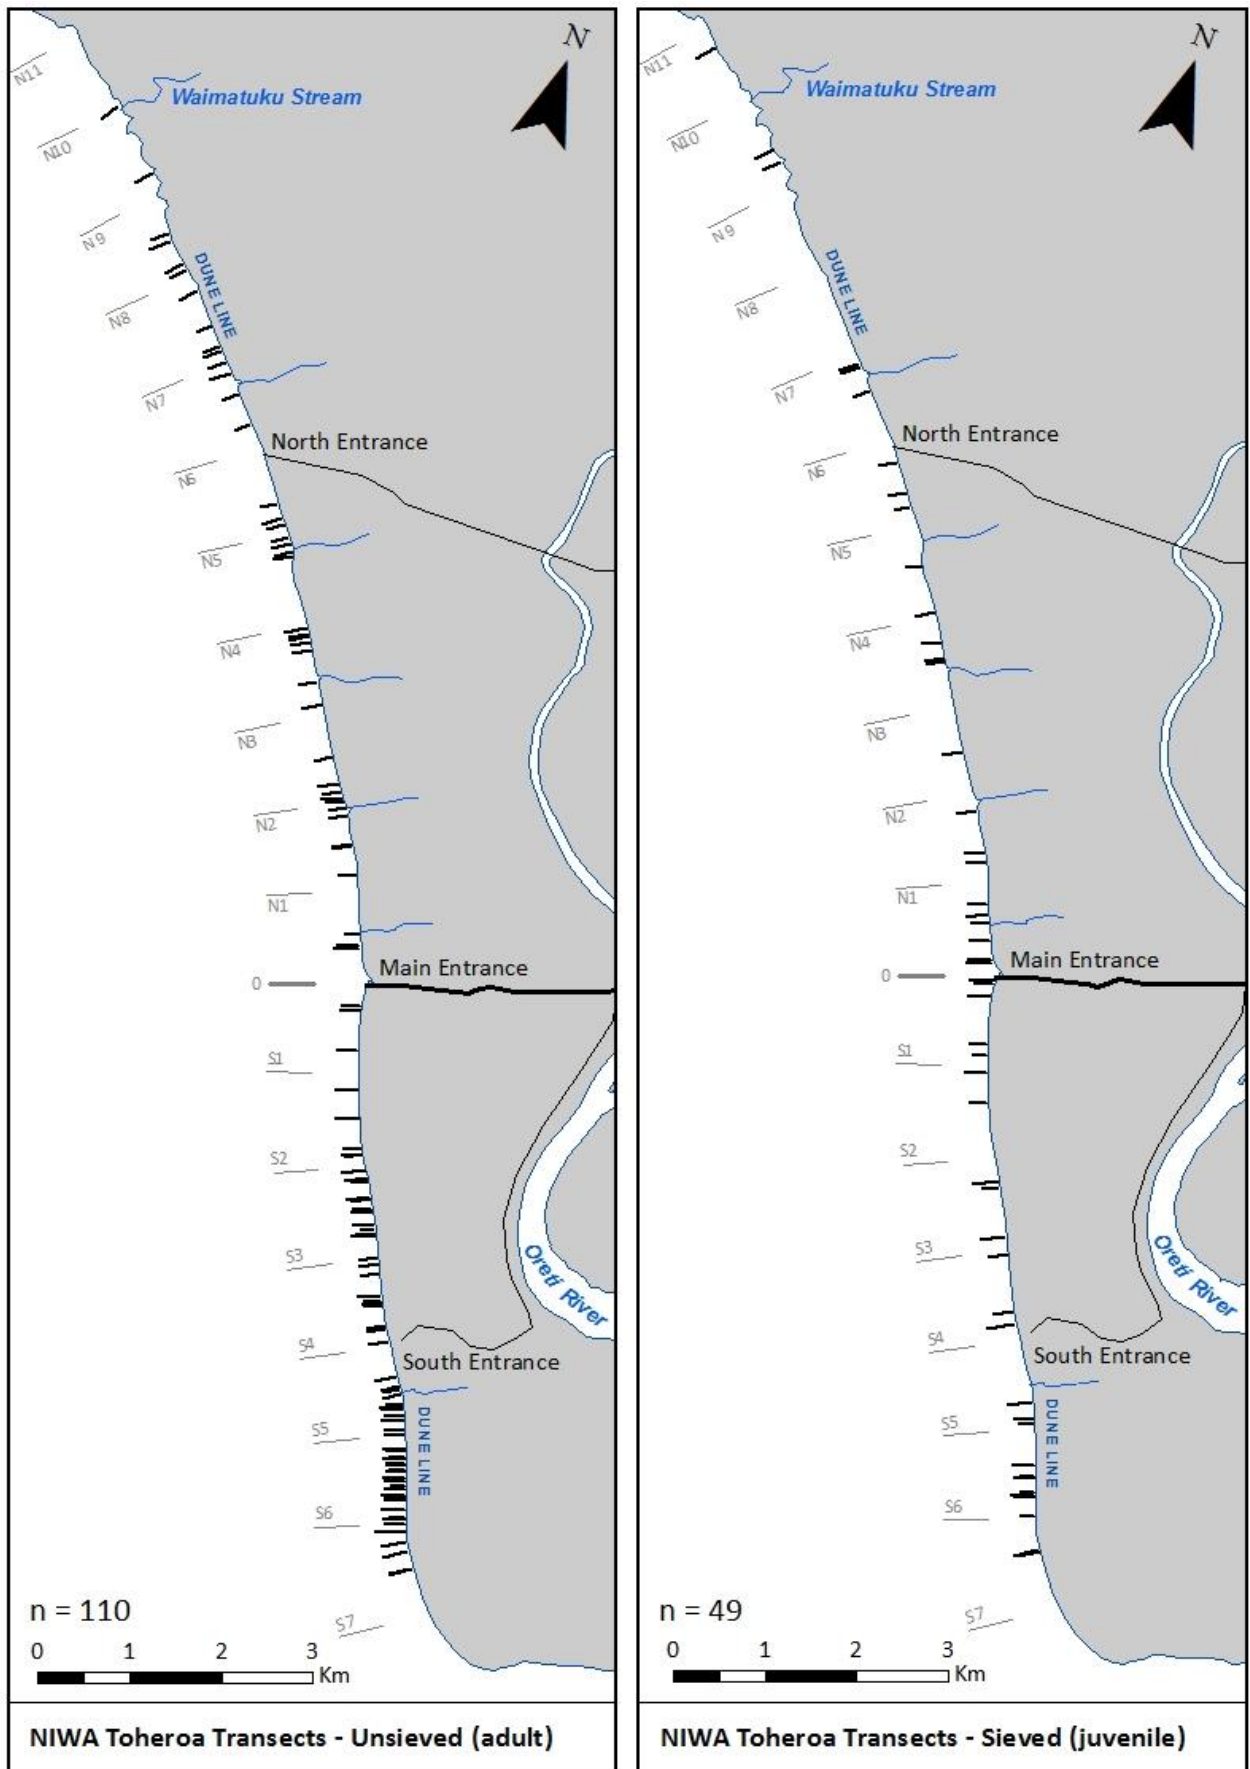 N
N11
Waimatuku Stream
N10
N9
DUNE LINE
N8
N7
North Entrance
N6
N5
N4
N3
N2
N1
Main Entrance
0
S1
S2
S3
Oreti River
S4
South Entrance
S5
DUNE LINE
S6
n = 110
S7
0 1 2 3
Km
NIWA Toheroa Transects - Unsieved (adult)
N
N11
Waimatuku Stream
N10
N9
DUNE LINE
N8
N7
North Entrance
N6
N5
N4
N3
N2
N1
Main Entrance
0
S1
S2
S3
Oreti River
S4
South Entrance
S5
DUNE LINE
S6
n = 49
S7
0 1 2 3
Km
NIWA Toheroa Transects - Sieved (juvenile)